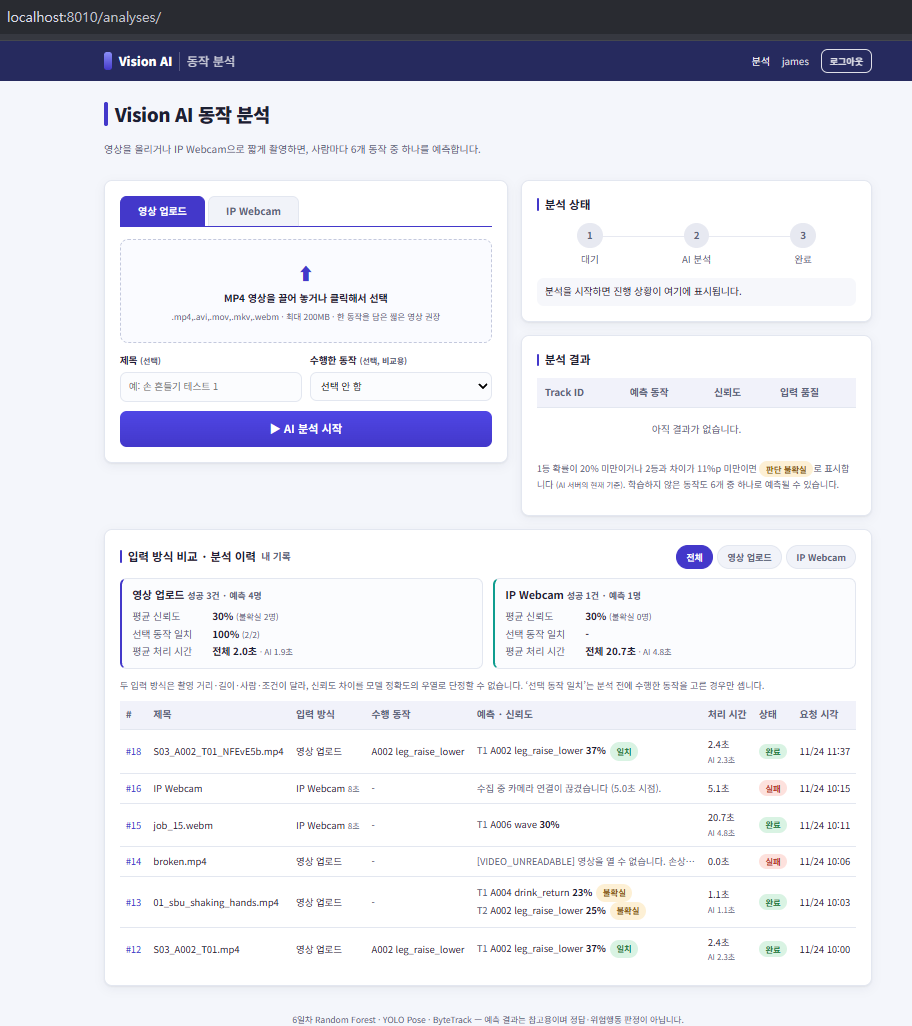 localhost:8010/analyses/
Vision AI 동작 분석
분석 james 로그아웃
Vision AI 동작 분석
영상을 올리거나 IP Webcam으로 짧게 촬영하면, 사람마다 6개 동작 중 하나를 예측합니다.
영상 업로드 IP Webcam
MP4 영상을 끌어 놓거나 클릭해서 선택
.mp4,.avi,.mov,.mkv,.webm · 최대 200MB · 한 동작을 담은 짧은 영상 권장
제목 (선택) 수행한 동작 (선택, 비교용)
예: 손 흔들기 테스트 1 선택 안 함
▶ AI 분석 시작
분석 상태
1 2 3
대기 AI 분석 완료
분석을 시작하면 진행 상황이 여기에 표시됩니다.
분석 결과
Track ID 예측 동작 신뢰도 입력 품질
아직 결과가 없습니다.
1등 확률이 20% 미만이거나 2등과 차이가 11%p 미만이면 판단 불확실 로 표시합
니다 (AI 서버의 현재 기준). 학습하지 않은 동작도 6개 중 하나로 예측될 수 있습니다.
입력 방식 비교 · 분석 이력 내 기록
전체 영상 업로드 IP Webcam
영상 업로드 성공 3건 · 예측 4명
평균 신뢰도 30% (불확실 2명)
선택 동작 일치 100% (2/2)
평균 처리 시간 전체 2.0초 · AI 1.9초
IP Webcam 성공 1건 · 예측 1명
평균 신뢰도 30% (불확실 0명)
선택 동작 일치 -
평균 처리 시간 전체 20.7초 · AI 4.8초
두 입력 방식은 촬영 거리·길이·사람·조건이 달라, 신뢰도 차이를 모델 정확도의 우열로 단정할 수 없습니다. '선택 동작 일치'는 분석 전에 수행한 동작을 고른 경우만 셉니다.
# 제목 입력 방식 수행 동작 예측 · 신뢰도 처리 시간 상태 요청 시각
#18 S03_A002_T01_NFEvE5b.mp4 영상 업로드 A002 leg_raise_lower T1 A002 leg_raise_lower 37% 일치 2.4초 완료 11/24 11:37
AI 2.3초
#16 IP Webcam IP Webcam 8초 - 수집 중 카메라 연결이 끊겼습니다 (5.0초 시점). 5.1초 실패 11/24 10:15
#15 job_15.webm IP Webcam 8초 - T1 A006 wave 30% 20.7초 완료 11/24 10:11
AI 4.8초
#14 broken.mp4 영상 업로드 - [VIDEO_UNREADABLE] 영상을 열 수 없습니다. 손상⋯ 0.0초 실패 11/24 10:06
#13 01_sbu_shaking_hands.mp4 영상 업로드 - T1 A004 drink_return 23% 불확실 1.1초 완료 11/24 10:03
T2 A002 leg_raise_lower 25% 불확실 AI 1.1초
#12 S03_A002_T01.mp4 영상 업로드 A002 leg_raise_lower T1 A002 leg_raise_lower 37% 일치 2.4초 완료 11/24 10:00
AI 2.3초
6일차 Random Forest · YOLO Pose · ByteTrack — 예측 결과는 참고용이며 정답·위험행동 판정이 아닙니다.